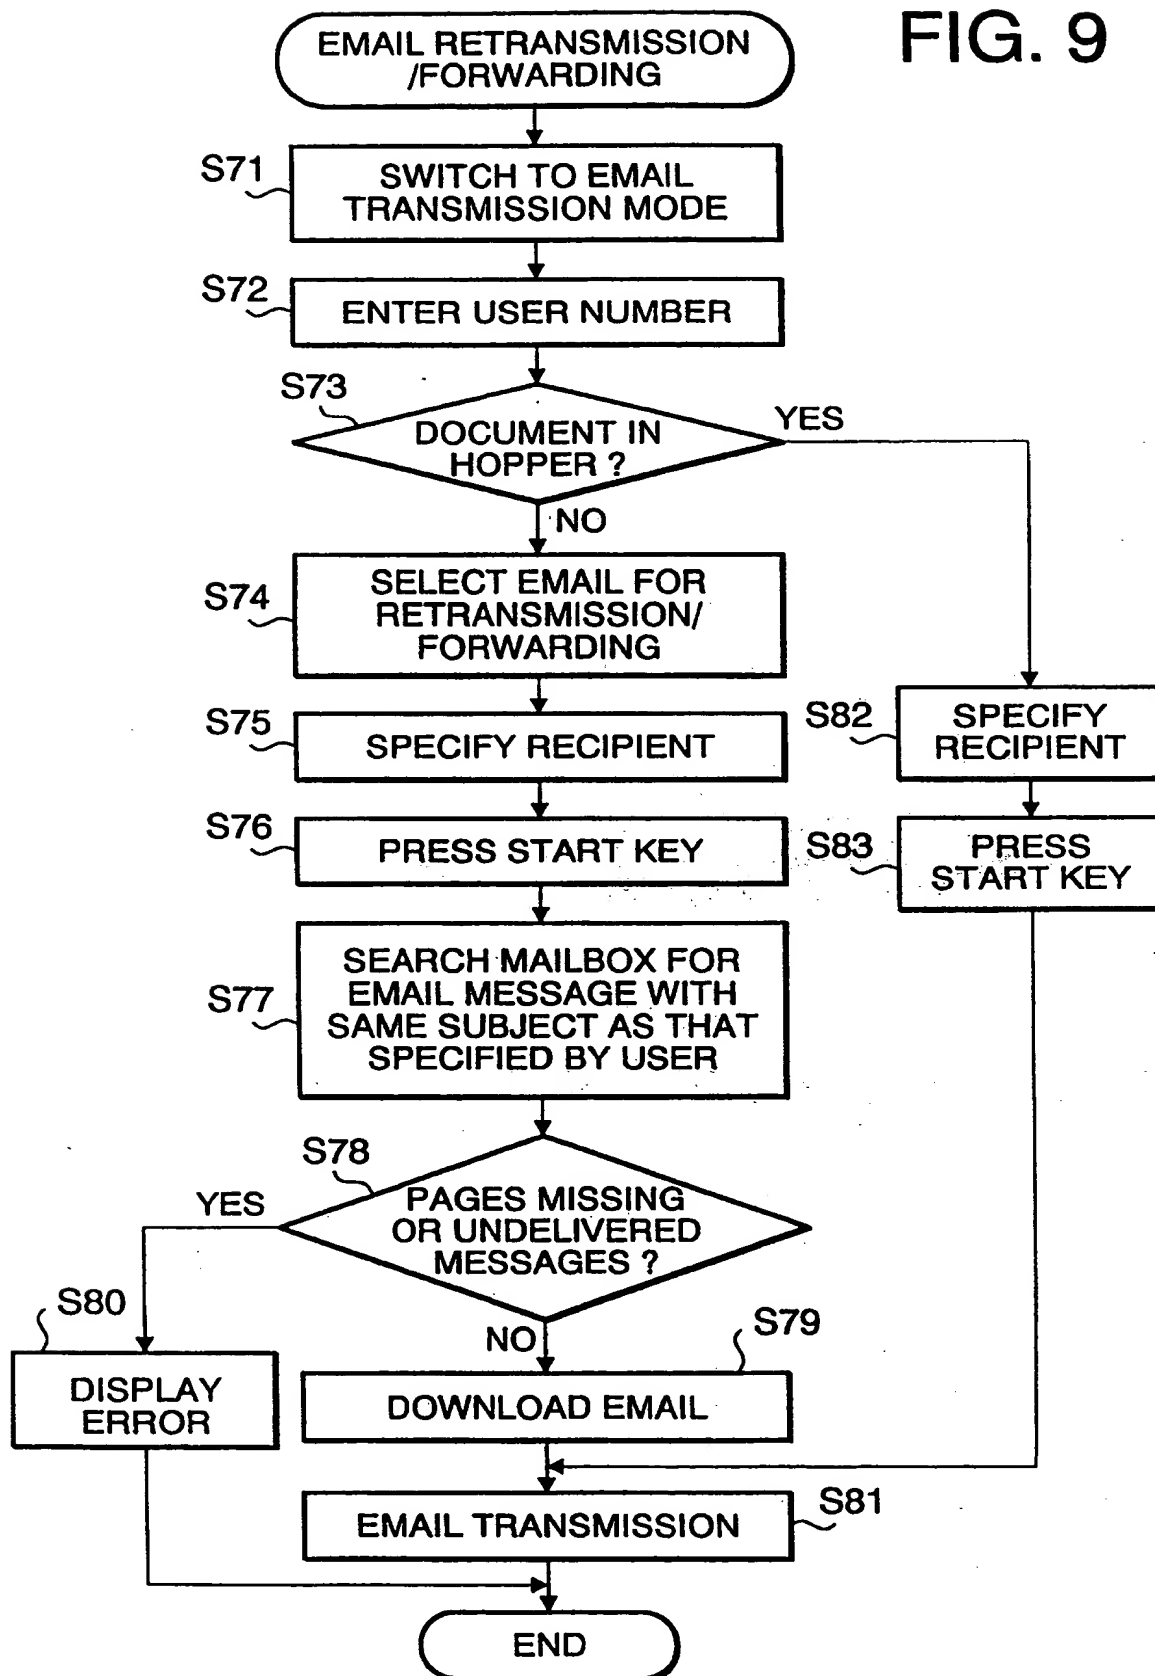 FIG. 9
EMAIL RETRANSMISSION
/FORWARDING
S71
SWITCH TO EMAIL
TRANSMISSION MODE
S72
ENTER USER NUMBER
S73
DOCUMENT IN
HOPPER ?
YES
NO
S74
SELECT EMAIL FOR
RETRANSMISSION/
FORWARDING
S75
SPECIFY RECIPIENT
S82
SPECIFY
RECIPIENT
S76
PRESS START KEY
S83
PRESS
START KEY
S77
SEARCH MAILBOX FOR
EMAIL MESSAGE WITH
SAME SUBJECT AS THAT
SPECIFIED BY USER
S78
PAGES MISSING
OR UNDELIVERED
MESSAGES ?
YES
NO
S80
DISPLAY
ERROR
S79
DOWNLOAD EMAIL
S81
EMAIL TRANSMISSION
END